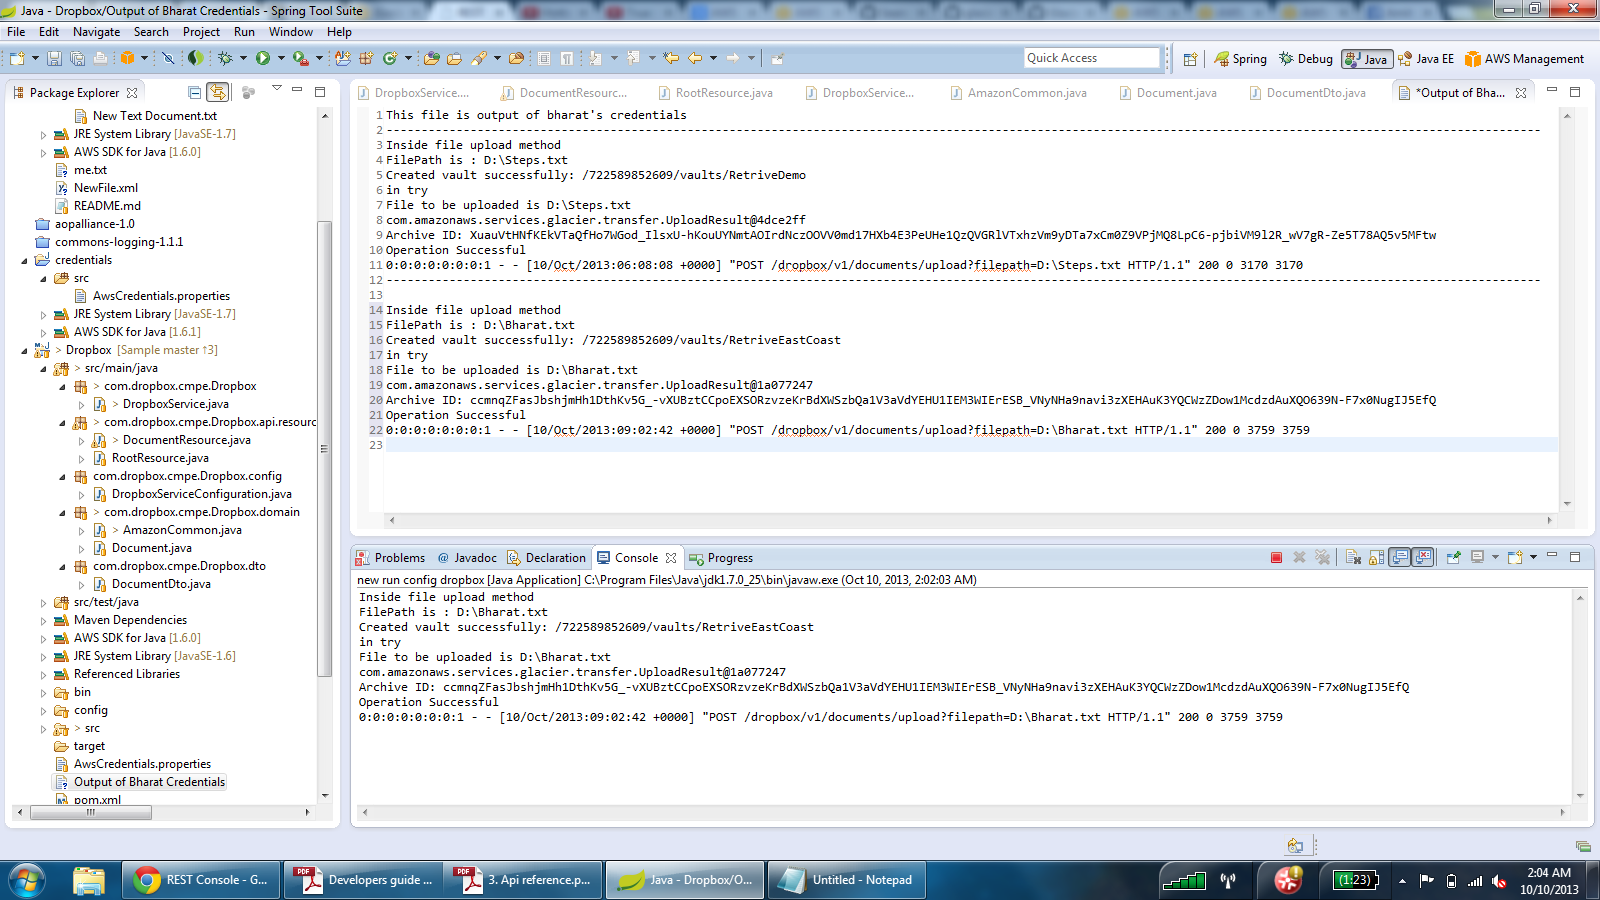 Java - Dropbox/Output of Bharat Credentials - Spring Tool Suite
File Edit Navigate Search Project Run Window Help
Quick Access
Spring Debug Java Java EE AWS Management
Package Explorer
New Text Document.txt
JRE System Library [JavaSE-1.7]
AWS SDK for Java [1.6.0]
me.txt
NewFile.xml
README.md
aopalliance-1.0
commons-logging-1.1.1
credentials
src
AwsCredentials.properties
JRE System Library [JavaSE-1.7]
AWS SDK for Java [1.6.1]
> Dropbox [Sample master ↑3]
> src/main/java
> com.dropbox.cmpe.Dropbox
> DropboxService.java
> com.dropbox.cmpe.Dropbox.api.resourc
> DocumentResource.java
RootResource.java
com.dropbox.cmpe.Dropbox.config
DropboxServiceConfiguration.java
> com.dropbox.cmpe.Dropbox.domain
> AmazonCommon.java
Document.java
com.dropbox.cmpe.Dropbox.dto
DocumentDto.java
src/test/java
Maven Dependencies
AWS SDK for Java [1.6.0]
JRE System Library [JavaSE-1.6]
Referenced Libraries
bin
config
> src
target
AwsCredentials.properties
Output of Bharat Credentials
pom.xml
DropboxService.... DocumentResourc... RootResource.java DropboxService... AmazonCommon.java Document.java DocumentDto.java *Output of Bha...
1 This file is output of bharat's credentials
2 ----------------------------------------------------------------------------------------------------------------------------------------------------------------------
3 Inside file upload method
4 FilePath is : D:\Steps.txt
5 Created vault successfully: /722589852609/vaults/RetriveDemo
6 in try
7 File to be uploaded is D:\Steps.txt
8 com.amazonaws.services.glacier.transfer.UploadResult@4dce2ff
9 Archive ID: XuauVtHNfKEkVTaQfHo7WGod_IlsxU-hKouUYNmtAOIrdNczOOVV0md17HXb4E3PeUHe1QzQVGRlVTxhzVm9yDTa7xCm0Z9VPjMQ8LpC6-pjbiVM9l2R_wV7gR-Ze5T78AQ5v5MFtw
10 Operation Successful
11 0:0:0:0:0:0:0:1 - - [10/Oct/2013:06:08:08 +0000] "POST /dropbox/v1/documents/upload?filepath=D:\Steps.txt HTTP/1.1" 200 0 3170 3170
12 ----------------------------------------------------------------------------------------------------------------------------------------------------------------------
13
14 Inside file upload method
15 FilePath is : D:\Bharat.txt
16 Created vault successfully: /722589852609/vaults/RetriveEastCoast
17 in try
18 File to be uploaded is D:\Bharat.txt
19 com.amazonaws.services.glacier.transfer.UploadResult@1a077247
20 Archive ID: ccmnqZFasJbshjmHh1DthKv5G_-vXUBztCCpoEXSORzvzeKrBdXWSzbQa1V3aVdYEHU1IEM3WIErESB_VNyNHa9navi3zXEHAuK3YQCWzZDow1McdzdAuXQO639N-F7x0NugIJ5EfQ
21 Operation Successful
22 0:0:0:0:0:0:0:1 - - [10/Oct/2013:09:02:42 +0000] "POST /dropbox/v1/documents/upload?filepath=D:\Bharat.txt HTTP/1.1" 200 0 3759 3759
23
Problems Javadoc Declaration Console Progress
new run config dropbox [Java Application] C:\Program Files\Java\jdk1.7.0_25\bin\javaw.exe (Oct 10, 2013, 2:02:03 AM)
Inside file upload method
FilePath is : D:\Bharat.txt
Created vault successfully: /722589852609/vaults/RetriveEastCoast
in try
File to be uploaded is D:\Bharat.txt
com.amazonaws.services.glacier.transfer.UploadResult@1a077247
Archive ID: ccmnqZFasJbshjmHh1DthKv5G_-vXUBztCCpoEXSORzvzeKrBdXWSzbQa1V3aVdYEHU1IEM3WIErESB_VNyNHa9navi3zXEHAuK3YQCWzZDow1McdzdAuXQO639N-F7x0NugIJ5EfQ
Operation Successful
0:0:0:0:0:0:0:1 - - [10/Oct/2013:09:02:42 +0000] "POST /dropbox/v1/documents/upload?filepath=D:\Bharat.txt HTTP/1.1" 200 0 3759 3759
REST Console - G... Developers guide ... 3. Api reference.p... Java - Dropbox/O... Untitled - Notepad
(1:23)
2:04 AM
10/10/2013